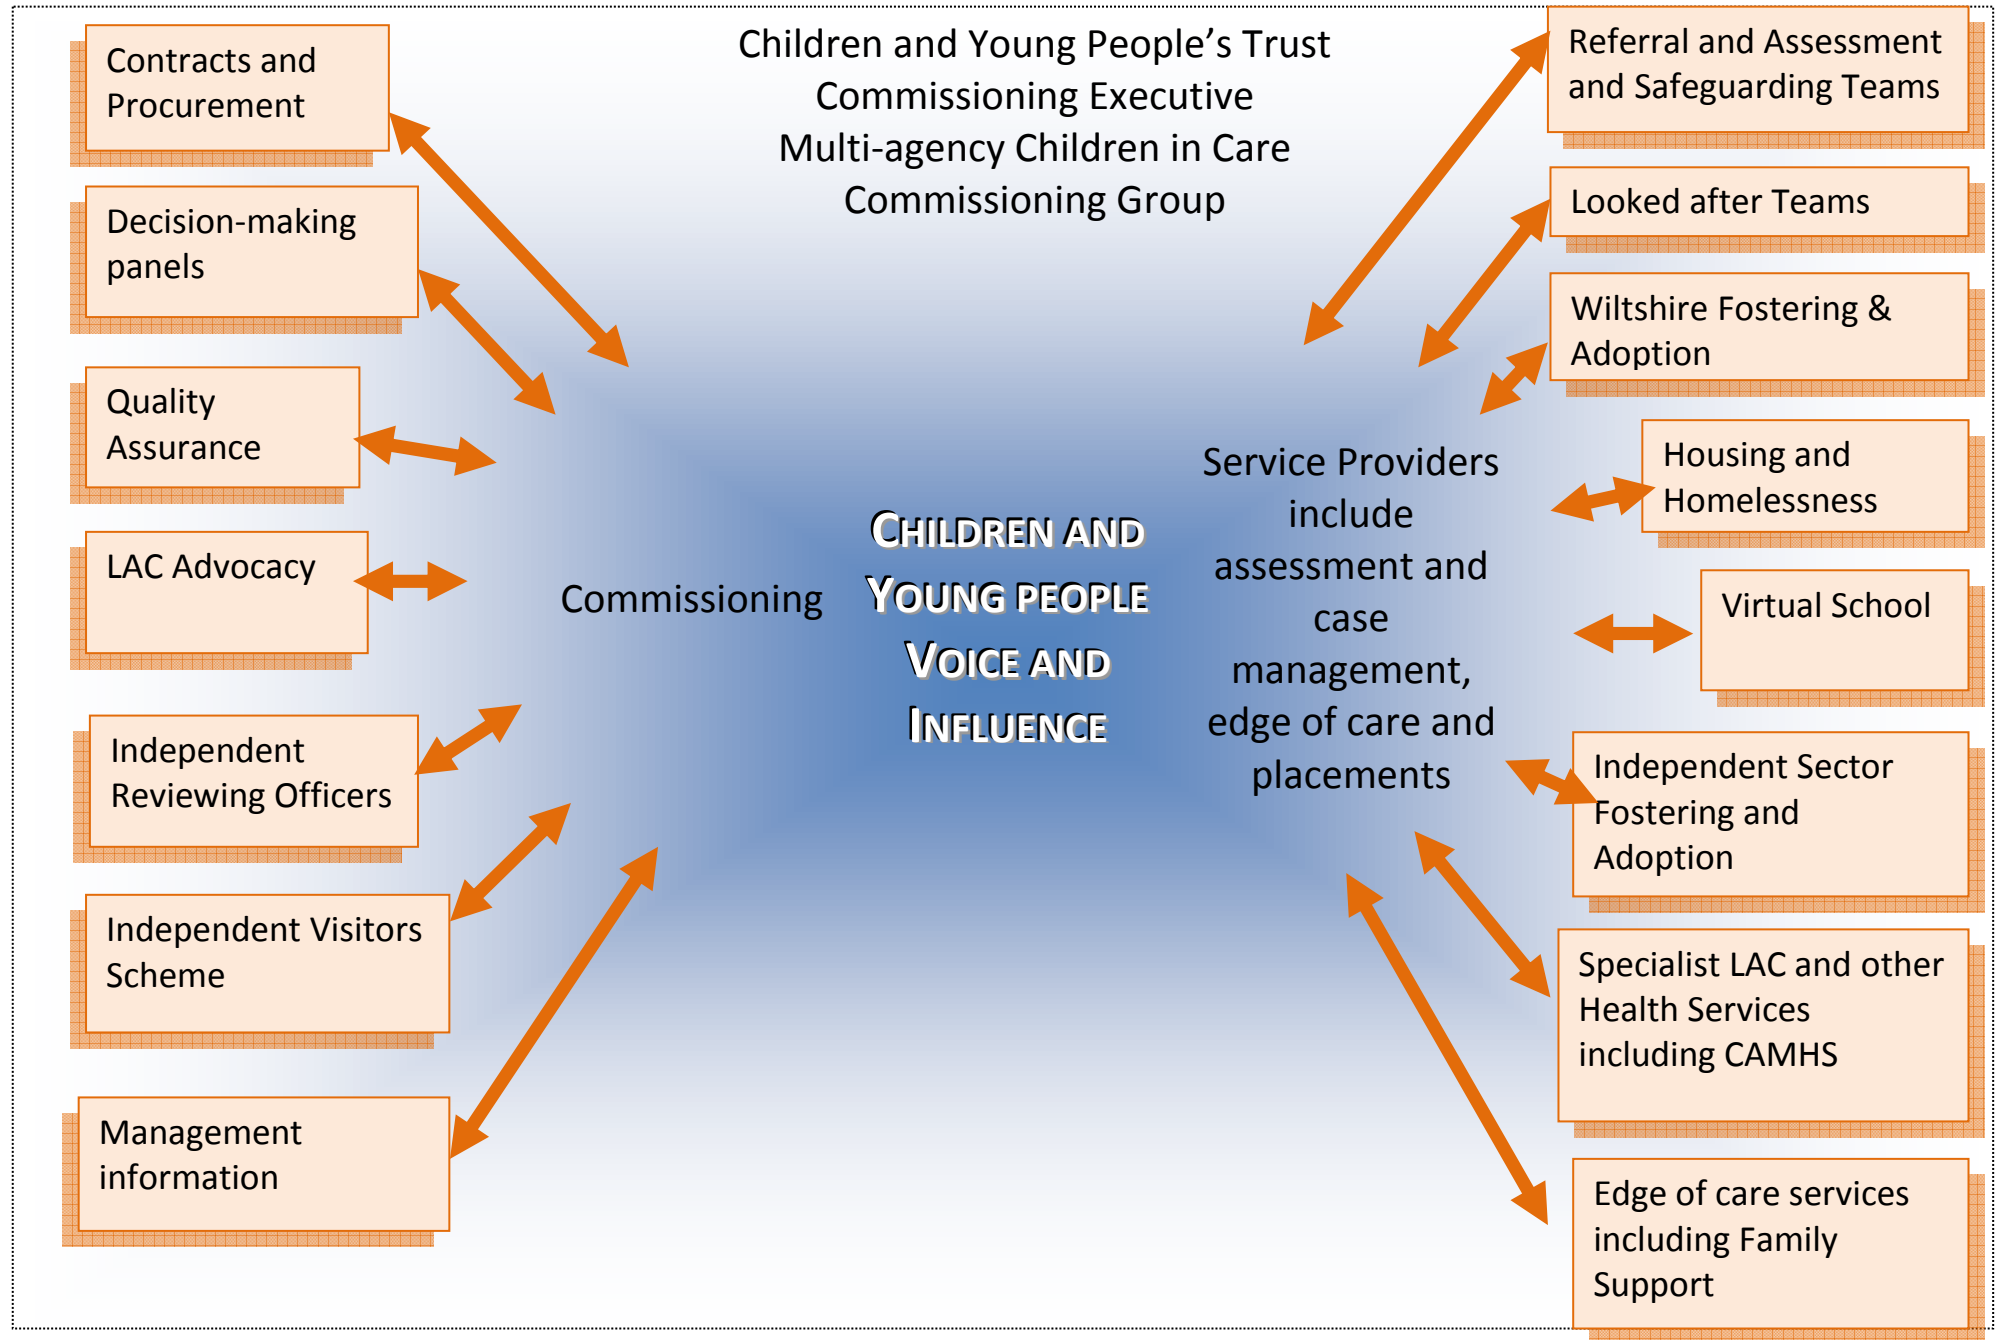 Children and Young People’s Trust
Commissioning Executive
Multi-agency Children in Care
Commissioning Group
Contracts and
Procurement
Decision-making
panels
Quality
Assurance
LAC Advocacy
Independent
Reviewing Officers
Independent Visitors
Scheme
Management
information
Commissioning
CHILDREN AND
YOUNG PEOPLE
VOICE AND
INFLUENCE
Service Providers
include
assessment and
case
management,
edge of care and
placements
Referral and Assessment
and Safeguarding Teams
Looked after Teams
Wiltshire Fostering &
Adoption
Housing and
Homelessness
Virtual School
Independent Sector
Fostering and
Adoption
Specialist LAC and other
Health Services
including CAMHS
Edge of care services
including Family
Support